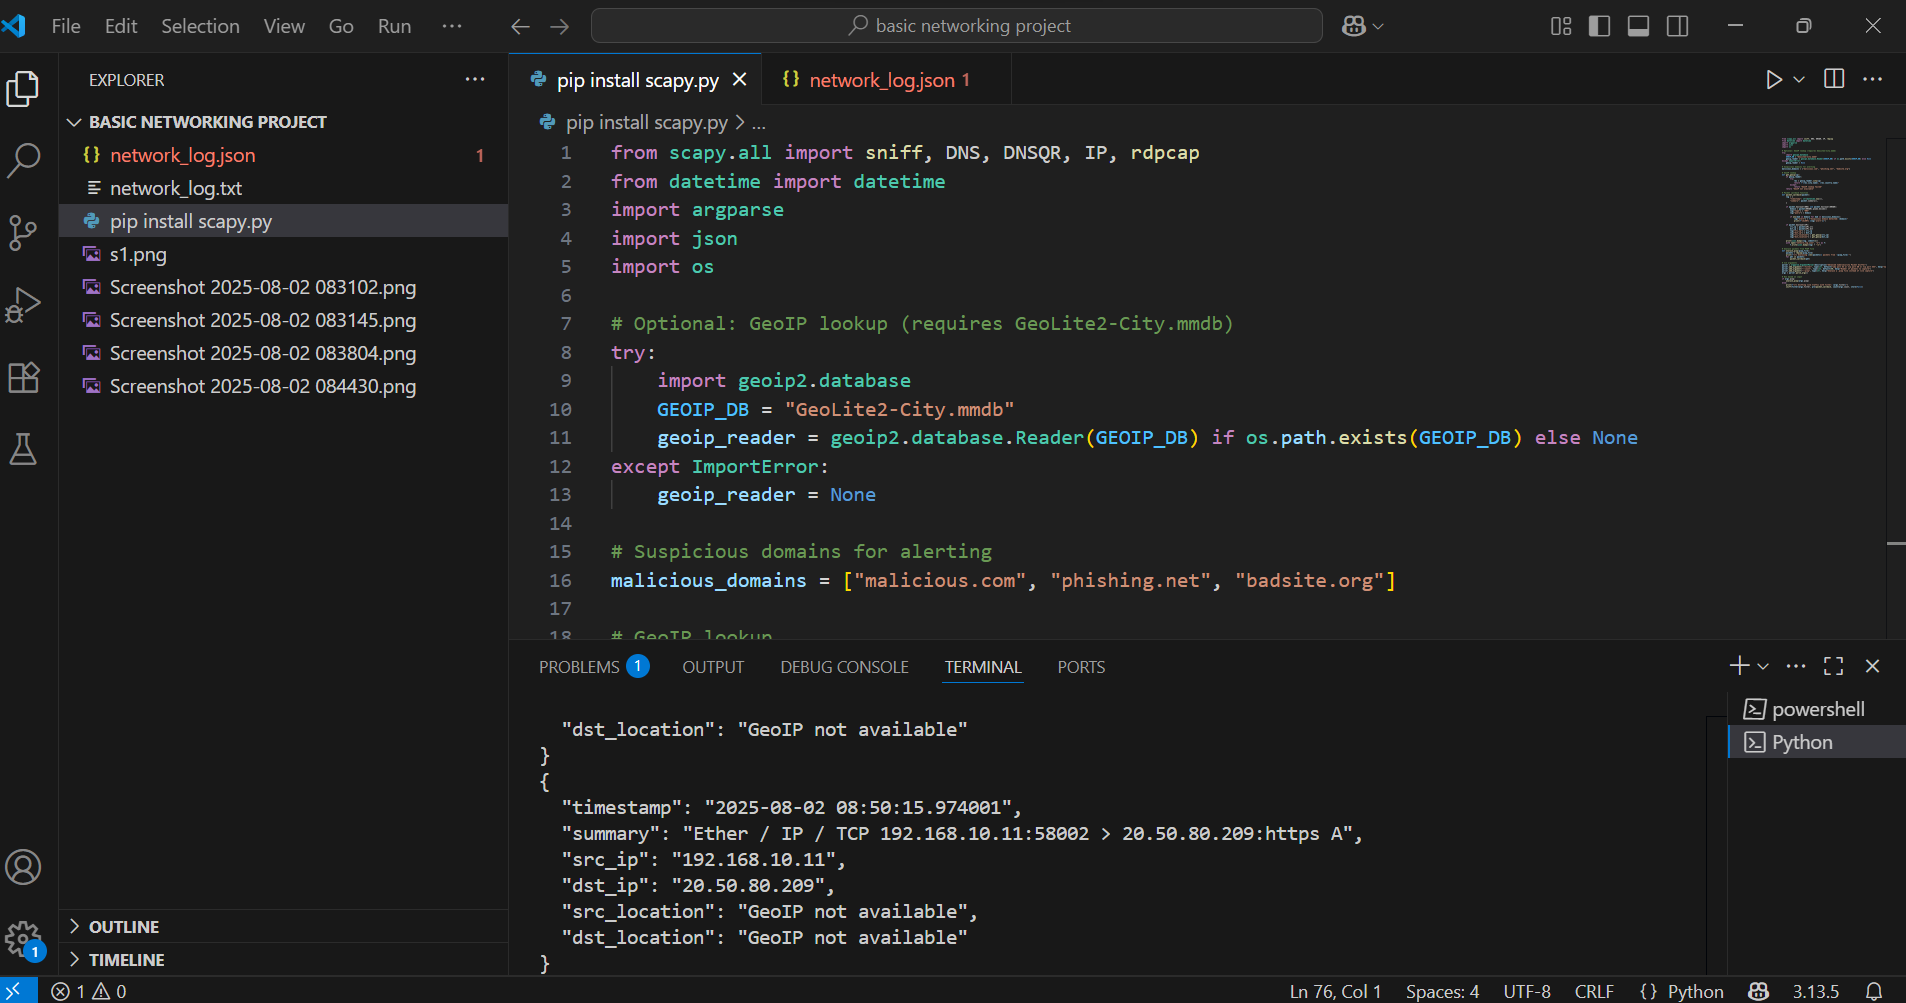 File Edit Selection View Go Run ···
basic networking project
EXPLORER
BASIC NETWORKING PROJECT
{} network_log.json 1
network_log.txt
pip install scapy.py
s1.png
Screenshot 2025-08-02 083102.png
Screenshot 2025-08-02 083145.png
Screenshot 2025-08-02 083804.png
Screenshot 2025-08-02 084430.png
OUTLINE
TIMELINE
1
pip install scapy.py
{} network_log.json 1
pip install scapy.py > ...
1 from scapy.all import sniff, DNS, DNSQR, IP, rdpcap
2 from datetime import datetime
3 import argparse
4 import json
5 import os
6
7 # Optional: GeoIP lookup (requires GeoLite2-City.mmdb)
8 try:
9 import geoip2.database
10 GEOIP_DB = "GeoLite2-City.mmdb"
11 geoip_reader = geoip2.database.Reader(GEOIP_DB) if os.path.exists(GEOIP_DB) else None
12 except ImportError:
13 geoip_reader = None
14
15 # Suspicious domains for alerting
16 malicious_domains = ["malicious.com", "phishing.net", "badsite.org"]
17
18 # GeoIP lookup
PROBLEMS 1 OUTPUT DEBUG CONSOLE TERMINAL PORTS
"dst_location": "GeoIP not available"
}
{
"timestamp": "2025-08-02 08:50:15.974001",
"summary": "Ether / IP / TCP 192.168.10.11:58002 > 20.50.80.209:https A",
"src_ip": "192.168.10.11",
"dst_ip": "20.50.80.209",
"src_location": "GeoIP not available",
"dst_location": "GeoIP not available"
}
powershell
Python
1 0
Ln 76, Col 1 Spaces: 4 UTF-8 CRLF {} Python 3.13.5